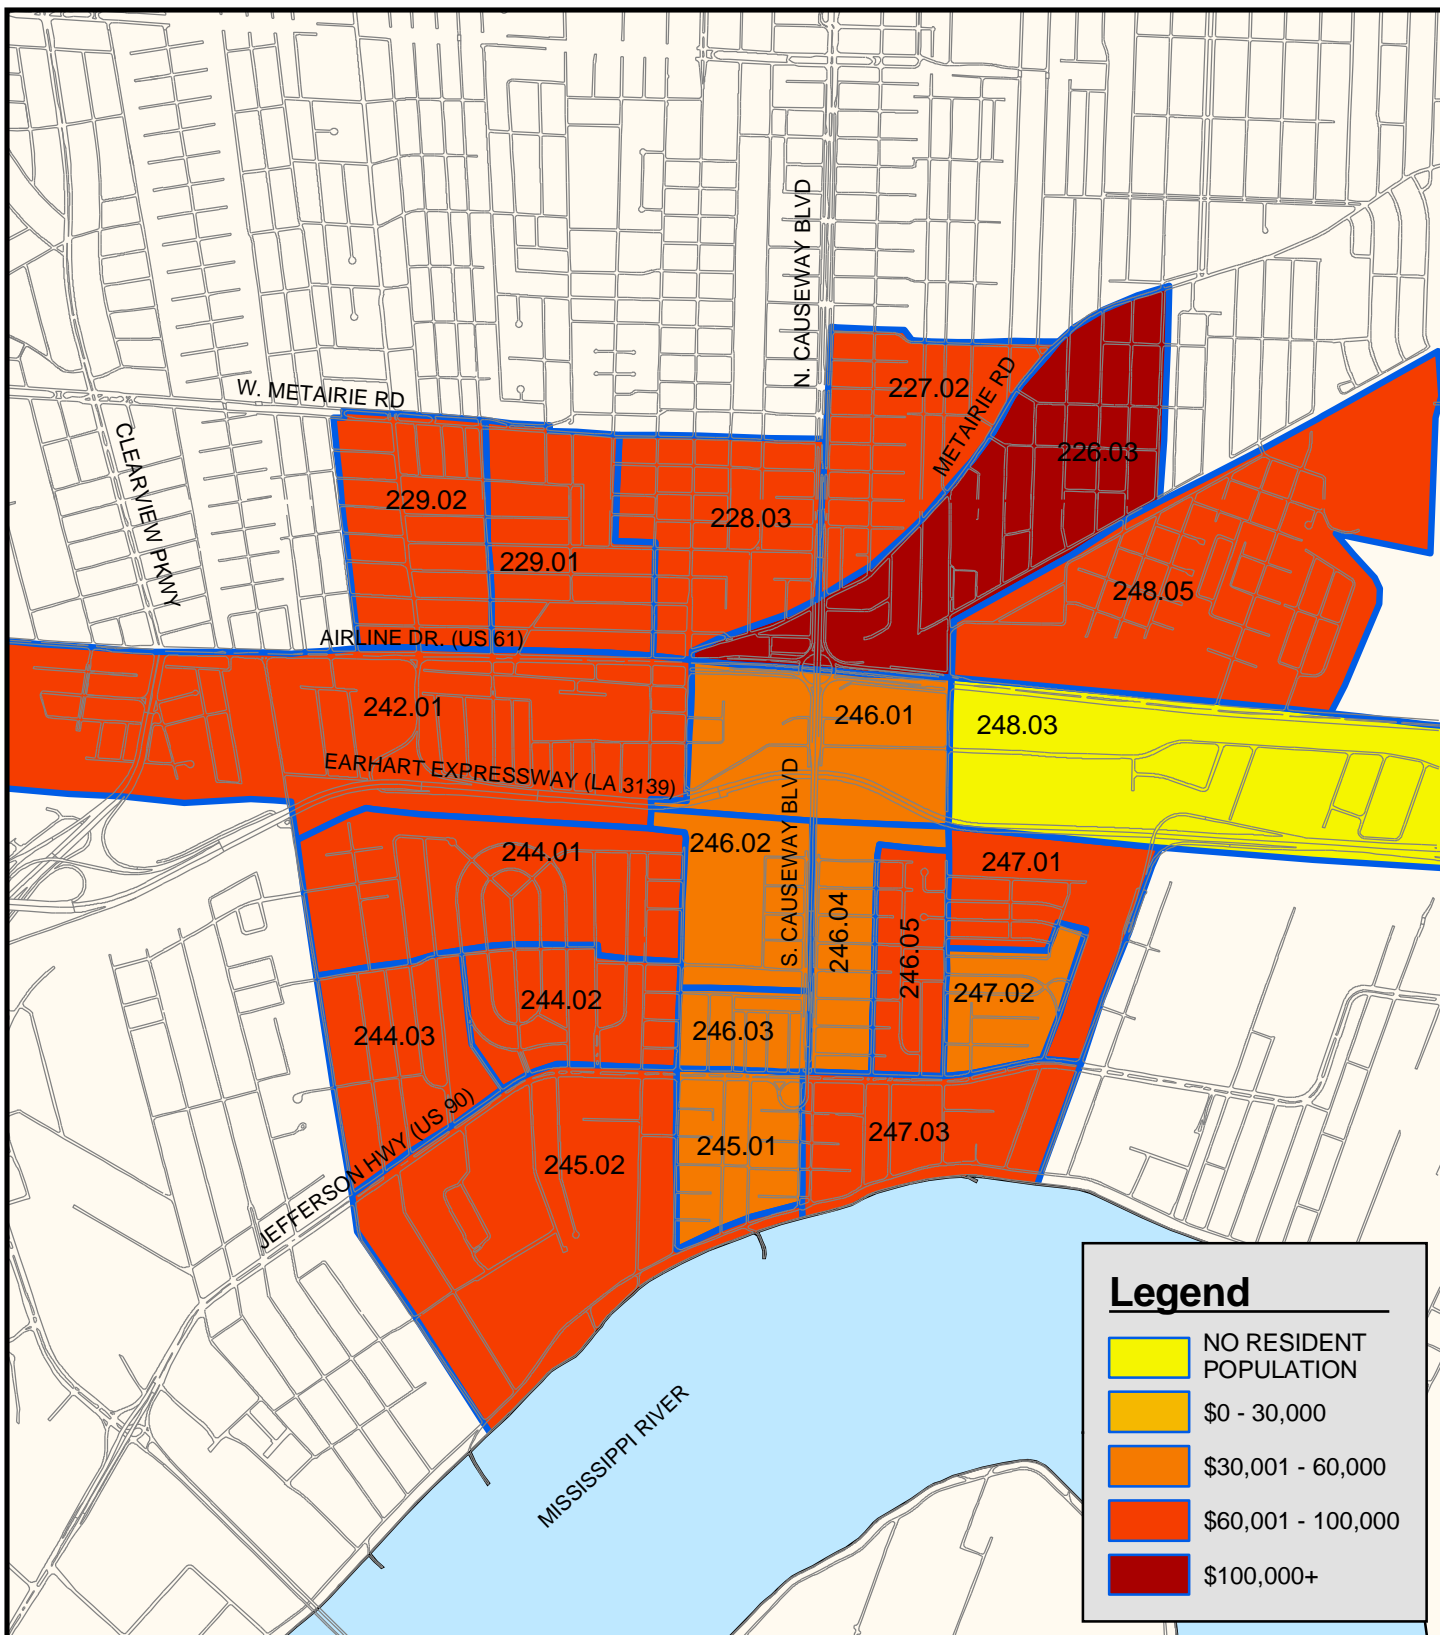 N. CAUSEWAY BLVD
W. METAIRIE RD
CLEARVIEW PKWY
227.02
METAIRIE RD
226.03
229.02
228.03
229.01
248.05
AIRLINE DR. (US 61)
242.01
246.01
248.03
EARHART EXPRESSWAY (LA 3139)
S. CAUSEWAY BLVD
246.02
244.01
247.01
246.04
246.05
247.02
244.02
244.03
246.03
JEFFERSON HWY (US 90)
245.02
245.01
247.03
MISSISSIPPI RIVER
Legend
NO RESIDENT
POPULATION
$0 - 30,000
$30,001 - 60,000
$60,001 - 100,000
$100,000+